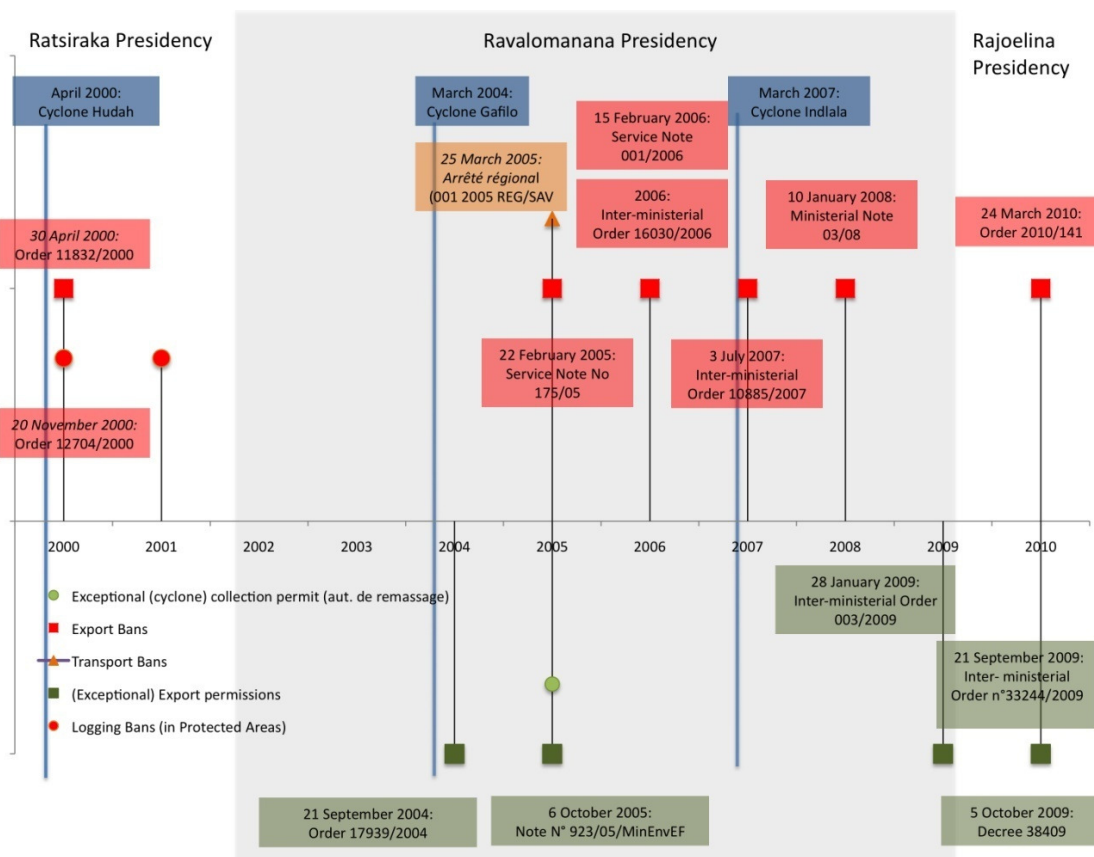 Ratsiraka Presidency
Ravalomanana Presidency
Rajoelina
Presidency
April 2000:
Cyclone Hudah
March 2004:
Cyclone Gafilo
March 2007:
Cyclone Indlala
15 February 2006:
Service Note
001/2006
25 March 2005:
Arrêté régional
(001 2005 REG/SAV
2006:
Inter-ministerial
Order 16030/2006
10 January 2008:
Ministerial Note
03/08
24 March 2010:
Order 2010/141
30 April 2000:
Order 11832/2000
22 February 2005:
Service Note No
175/05
3 July 2007:
Inter-ministerial
Order 10885/2007
20 November 2000:
Order 12704/2000
2000 2001 2002 2003 2004 2005 2006 2007 2008 2009 2010
Exceptional (cyclone) collection permit (aut. de remassage)
Export Bans
Transport Bans
(Exceptional) Export permissions
Logging Bans (in Protected Areas)
28 January 2009:
Inter-ministerial Order
003/2009
21 September 2009:
Inter- ministerial
Order n°33244/2009
21 September 2004:
Order 17939/2004
6 October 2005:
Note N° 923/05/MinEnvEF
5 October 2009:
Decree 38409